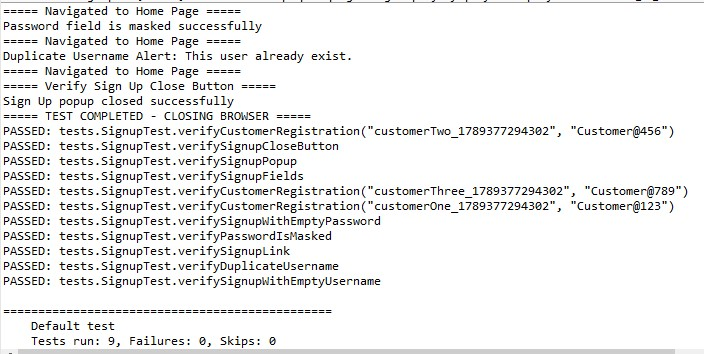 ===== Navigated to Home Page =====
Password field is masked successfully
===== Navigated to Home Page =====
Duplicate Username Alert: This user already exist.
===== Navigated to Home Page =====
===== Verify Sign Up Close Button =====
Sign Up popup closed successfully
===== TEST COMPLETED - CLOSING BROWSER =====
PASSED: tests.SignupTest.verifyCustomerRegistration("customerTwo_1789377294302", "Customer@456")
PASSED: tests.SignupTest.verifySignupCloseButton
PASSED: tests.SignupTest.verifySignupPopup
PASSED: tests.SignupTest.verifySignupFields
PASSED: tests.SignupTest.verifyCustomerRegistration("customerThree_1789377294302", "Customer@789")
PASSED: tests.SignupTest.verifyCustomerRegistration("customerOne_1789377294302", "Customer@123")
PASSED: tests.SignupTest.verifySignupWithEmptyPassword
PASSED: tests.SignupTest.verifyPasswordIsMasked
PASSED: tests.SignupTest.verifySignupLink
PASSED: tests.SignupTest.verifyDuplicateUsername
PASSED: tests.SignupTest.verifySignupWithEmptyUsername
===============================================
Default test
Tests run: 9, Failures: 0, Skips: 0